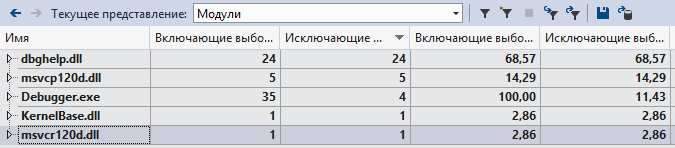 Текущее представление: Модули
Имя Включающие выбо... Исключающие ... Включающие выбо... Исключающие выбо...
dbghelp.dll 24 24 68,57 68,57
msvcp120d.dll 5 5 14,29 14,29
Debugger.exe 35 4 100,00 11,43
KernelBase.dll 1 1 2,86 2,86
msvcr120d.dll 1 1 2,86 2,86